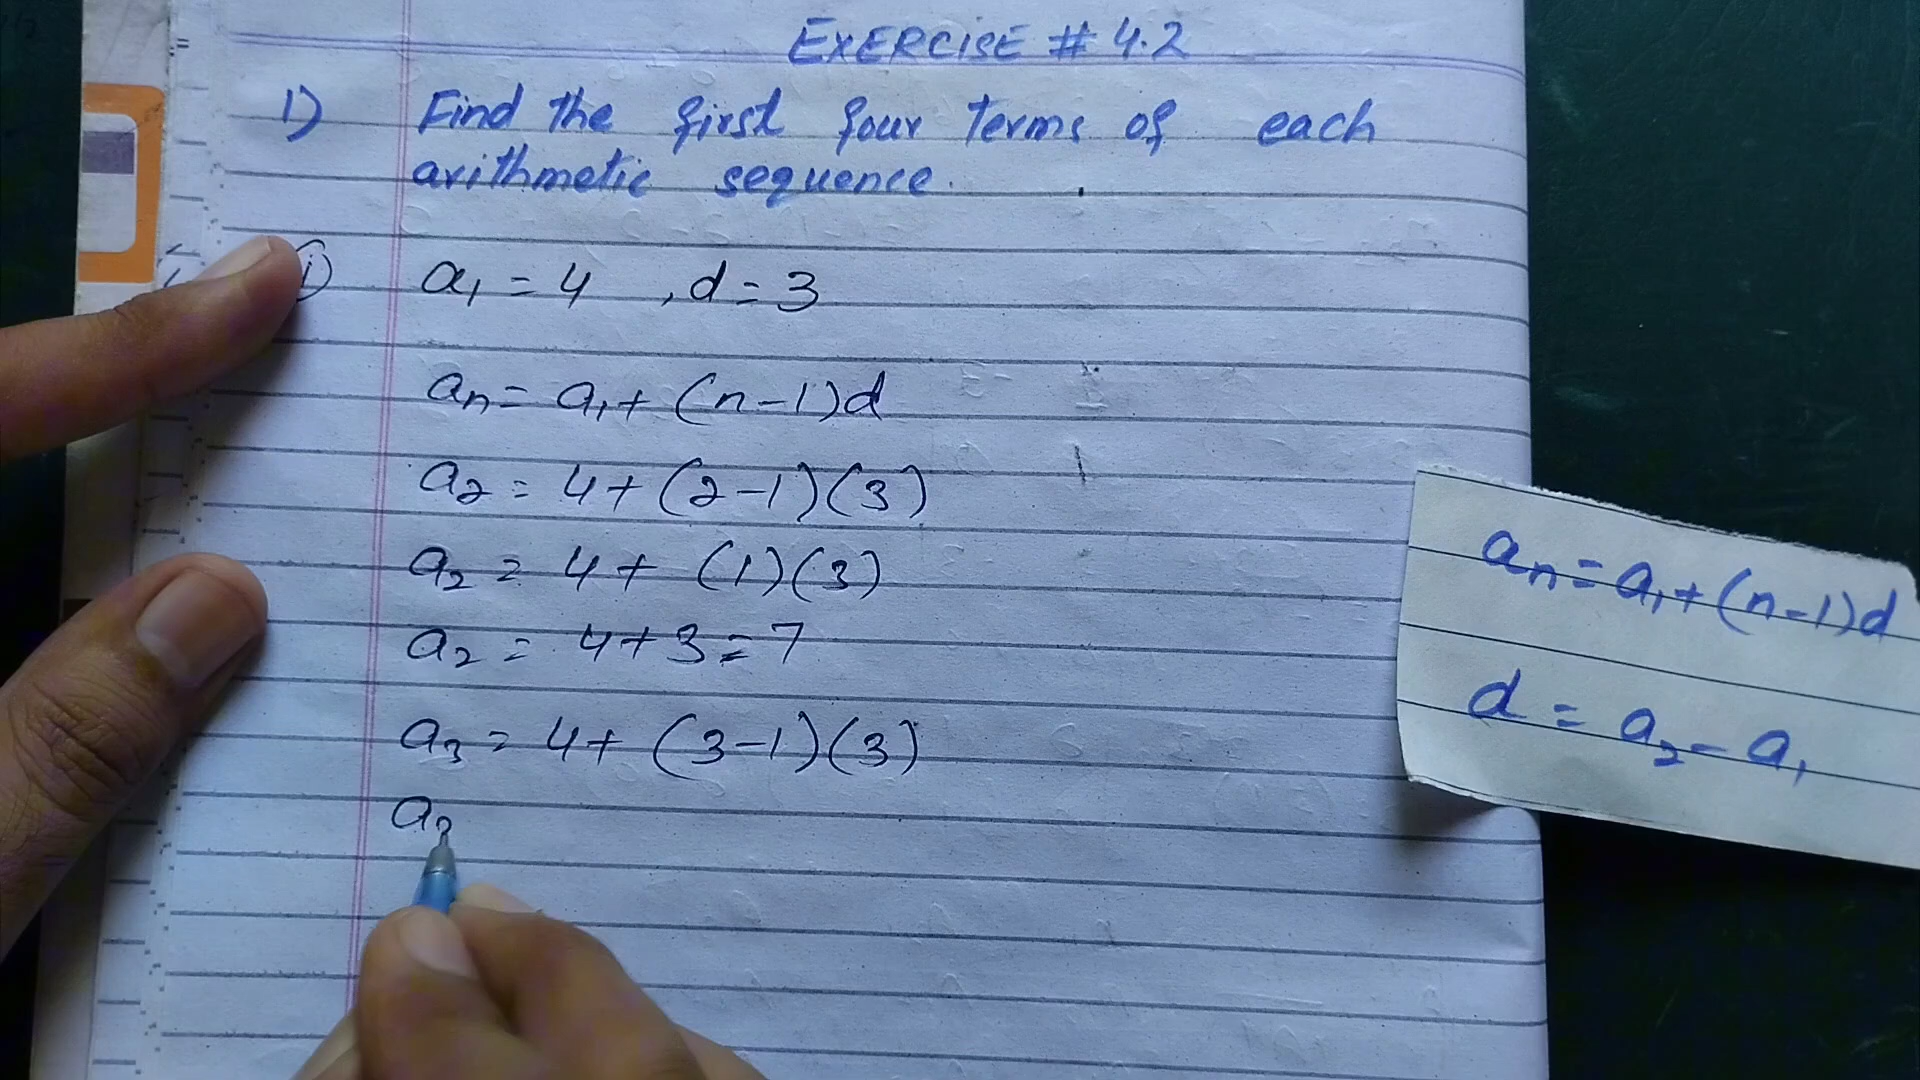 EXERCISE # 4.2
1) Find the first four terms of each
arithmetic sequence.
i) a₁ = 4 , d = 3
aₙ = a₁ + (n-1)d
a₂ = 4 + (2-1)(3)
a₂ = 4 + (1)(3)
a₂ = 4+3 = 7
a₃ = 4 + (3-1)(3)
a₃
aₙ = a₁ + (n-1)d
d = a₂ - a₁